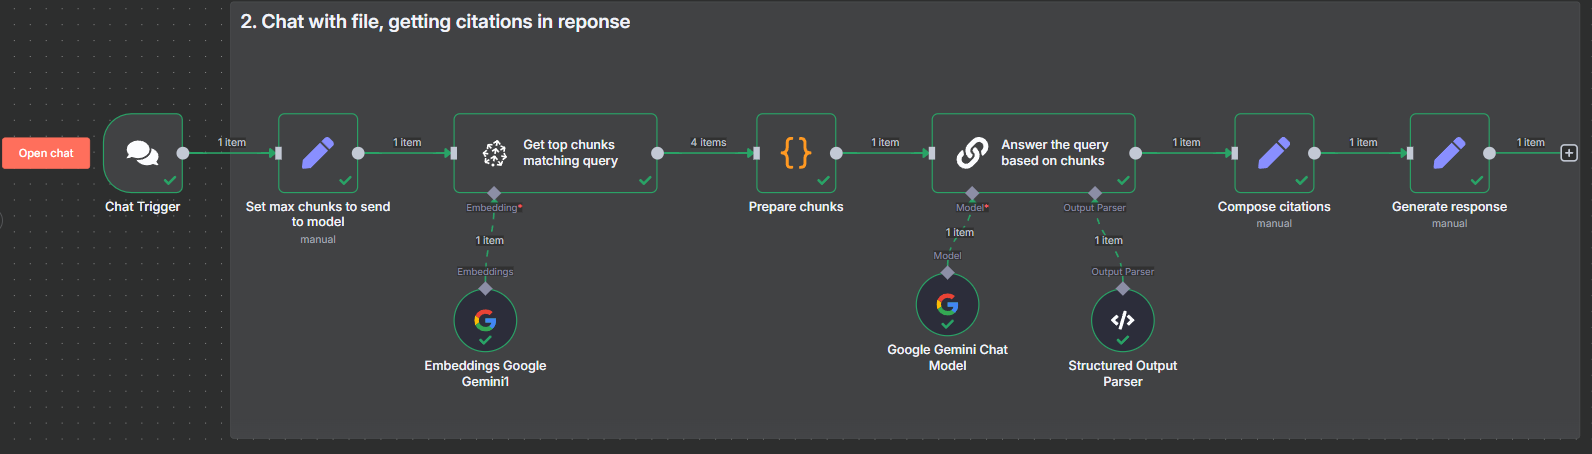 2. Chat with file, getting citations in reponse
Open chat
Chat Trigger
1 item
Set max chunks to send
to model
manual
1 item
Get top chunks
matching query
Embedding*
1 item
Embeddings
Embeddings Google
Gemini1
4 items
{}
Prepare chunks
1 item
Answer the query
based on chunks
Model*
1 item
Model
Google Gemini Chat
Model
Output Parser
1 item
Output Parser
</>
Structured Output
Parser
1 item
Compose citations
manual
1 item
Generate response
manual
1 item